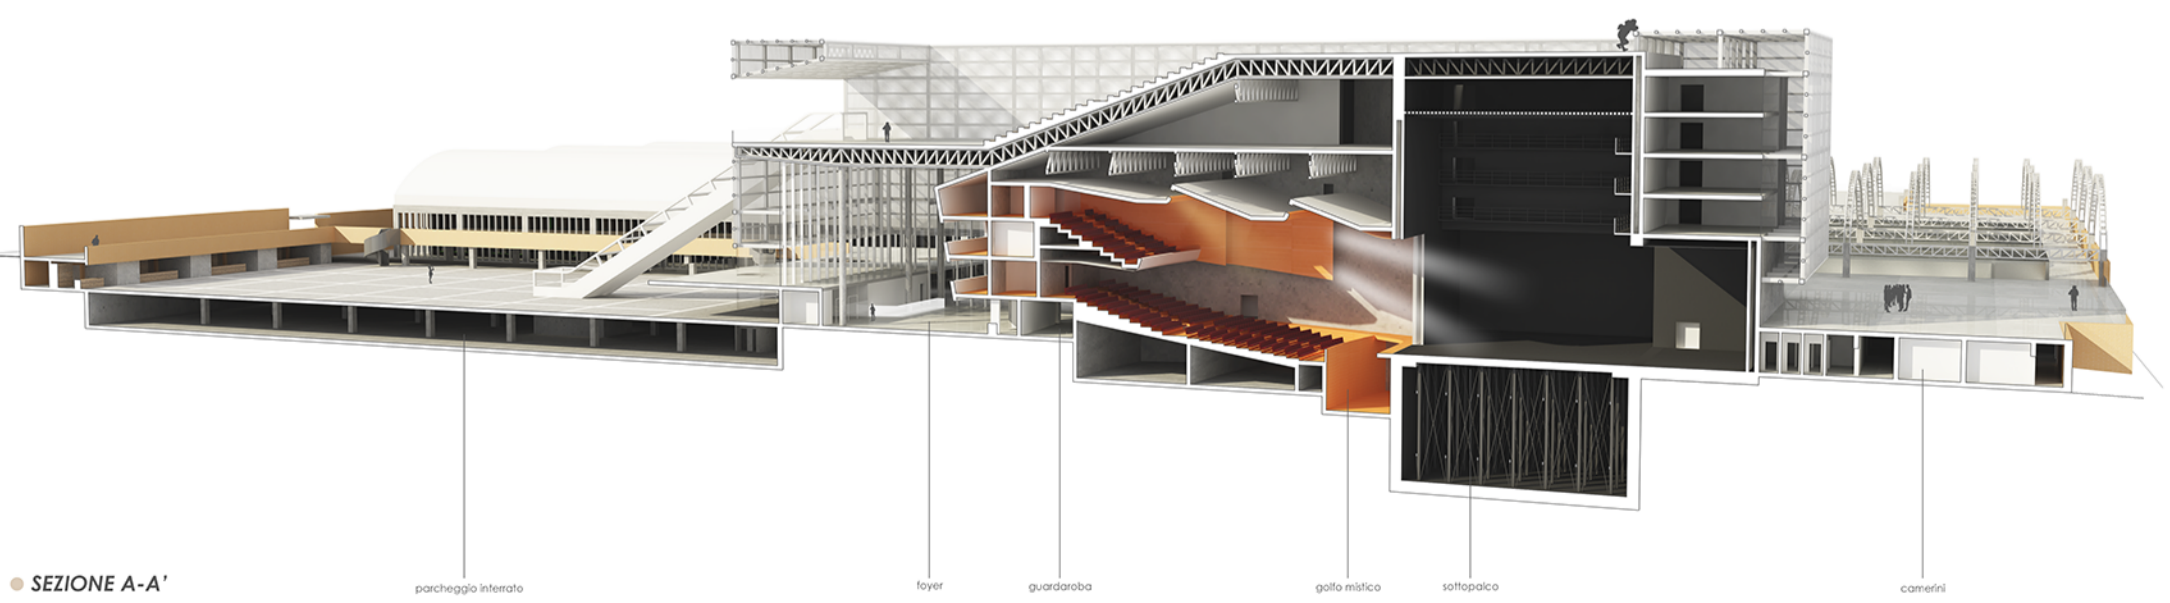 SEZIONE A-A'
parcheggio interrato
foyer
guardaroba
golfo mistico
sottopalco
camerini